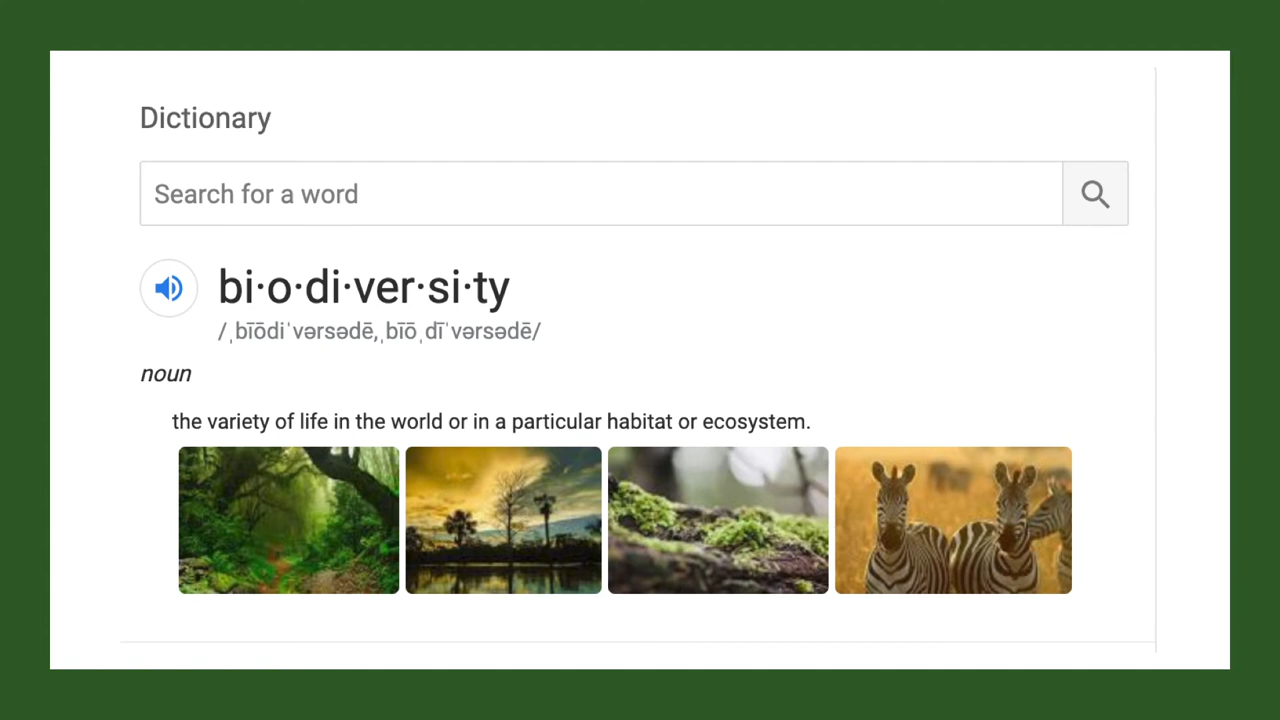 Dictionary
Search for a word
bi·o·di·ver·si·ty
/ˌbīōdiˈvərsədē,ˌbīōˌdīˈvərsədē/
noun
the variety of life in the world or in a particular habitat or ecosystem.